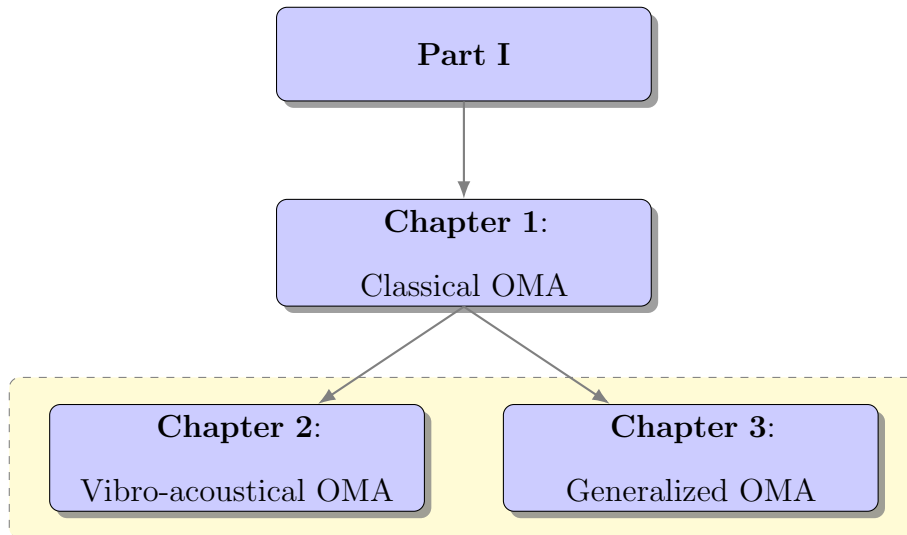 Part I
Chapter 1:
Classical OMA
Chapter 2:
Vibro-acoustical OMA
Chapter 3:
Generalized OMA